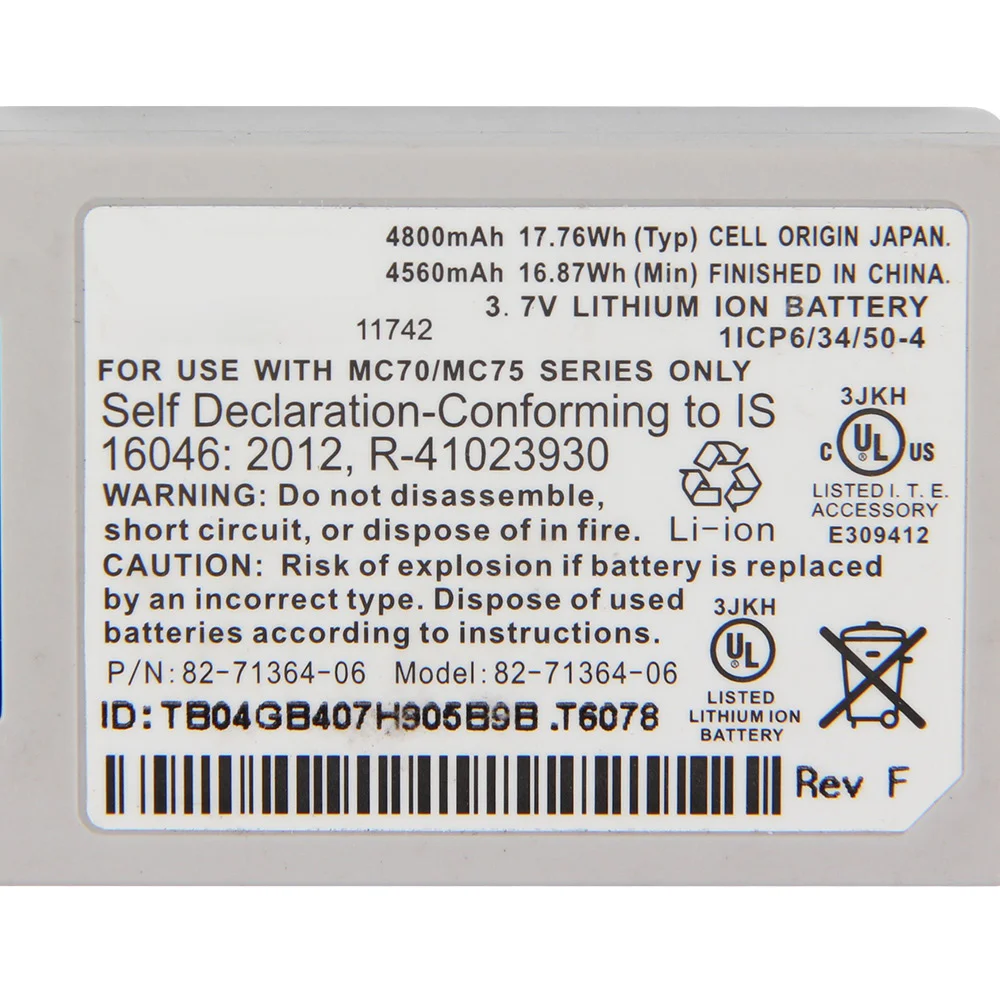 4800mAh 17.76Wh (Typ) CELL ORIGIN JAPAN.
4560mAh 16.87Wh (Min) FINISHED IN CHINA.
3.7V LITHIUM ION BATTERY
11742
1ICP6/34/50-4
FOR USE WITH MC70/MC75 SERIES ONLY
Self Declaration-Conforming to IS
16046: 2012, R-41023930
3JKH
C UL US
®
LISTED I. T. E.
ACCESSORY
E309412
WARNING: Do not disassemble,
short circuit, or dispose of in fire.
Li-ion
CAUTION: Risk of explosion if battery is replaced
by an incorrect type. Dispose of used
batteries according to instructions.
3JKH
UL
®
LISTED
LITHIUM ION
BATTERY
P/N: 82-71364-06 Model: 82-71364-06
ID: .T6078
Rev F